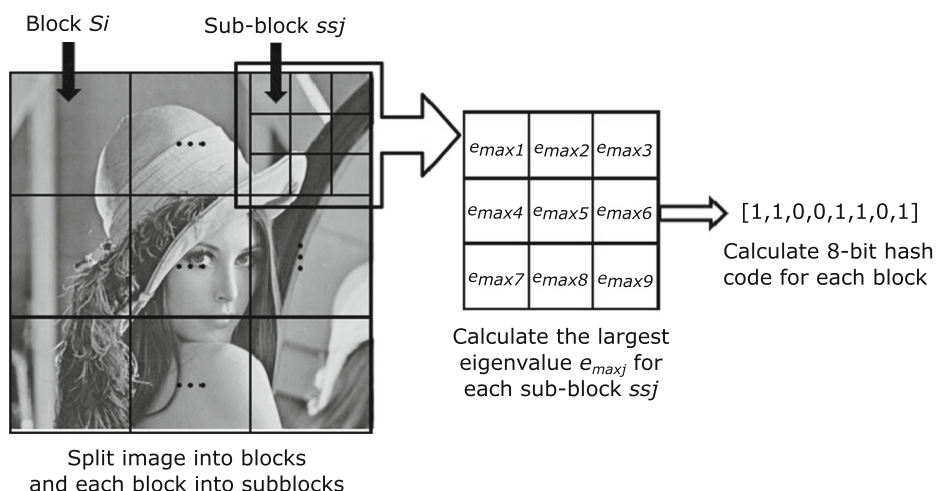 Block Si
Sub-block ssj
emax1 emax2 emax3
emax4 emax5 emax6
emax7 emax8 emax9
[1,1,0,0,1,1,0,1]
Calculate 8-bit hash
code for each block
Calculate the largest
eigenvalue emaxj for
each sub-block ssj
Split image into blocks
and each block into subblocks